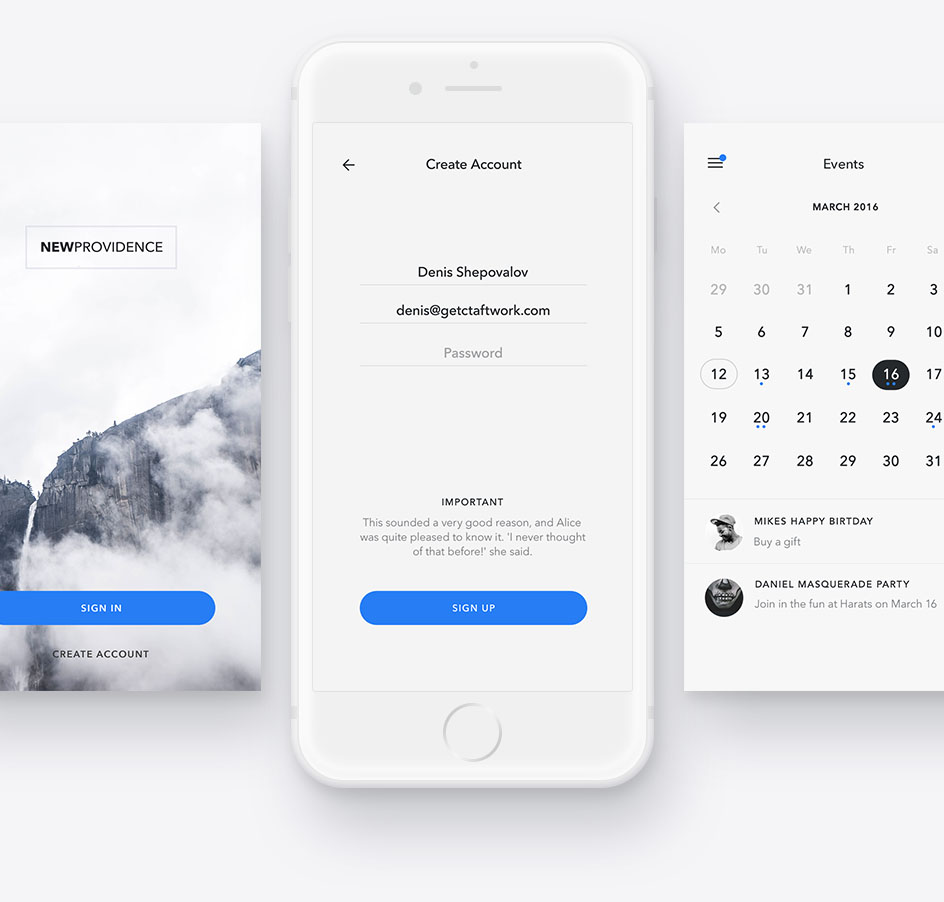 NEWPROVIDENCE
SIGN IN
CREATE ACCOUNT
Create Account
Denis Shepovalov
denis@getctaftwork.com
Password
IMPORTANT
This sounded a very good reason, and Alice
was quite pleased to know it. 'I never thought
of that before!' she said.
SIGN UP
Events
MARCH 2016
Mo Tu We Th Fr Sa
29 30 31 1 2 3
5 6 7 8 9 10
12 13 14 15 16 17
19 20 21 22 23 24
26 27 28 29 30 31
MIKES HAPPY BIRTDAY
Buy a gift
DANIEL MASQUERADE PARTY
Join in the fun at Harats on March 16